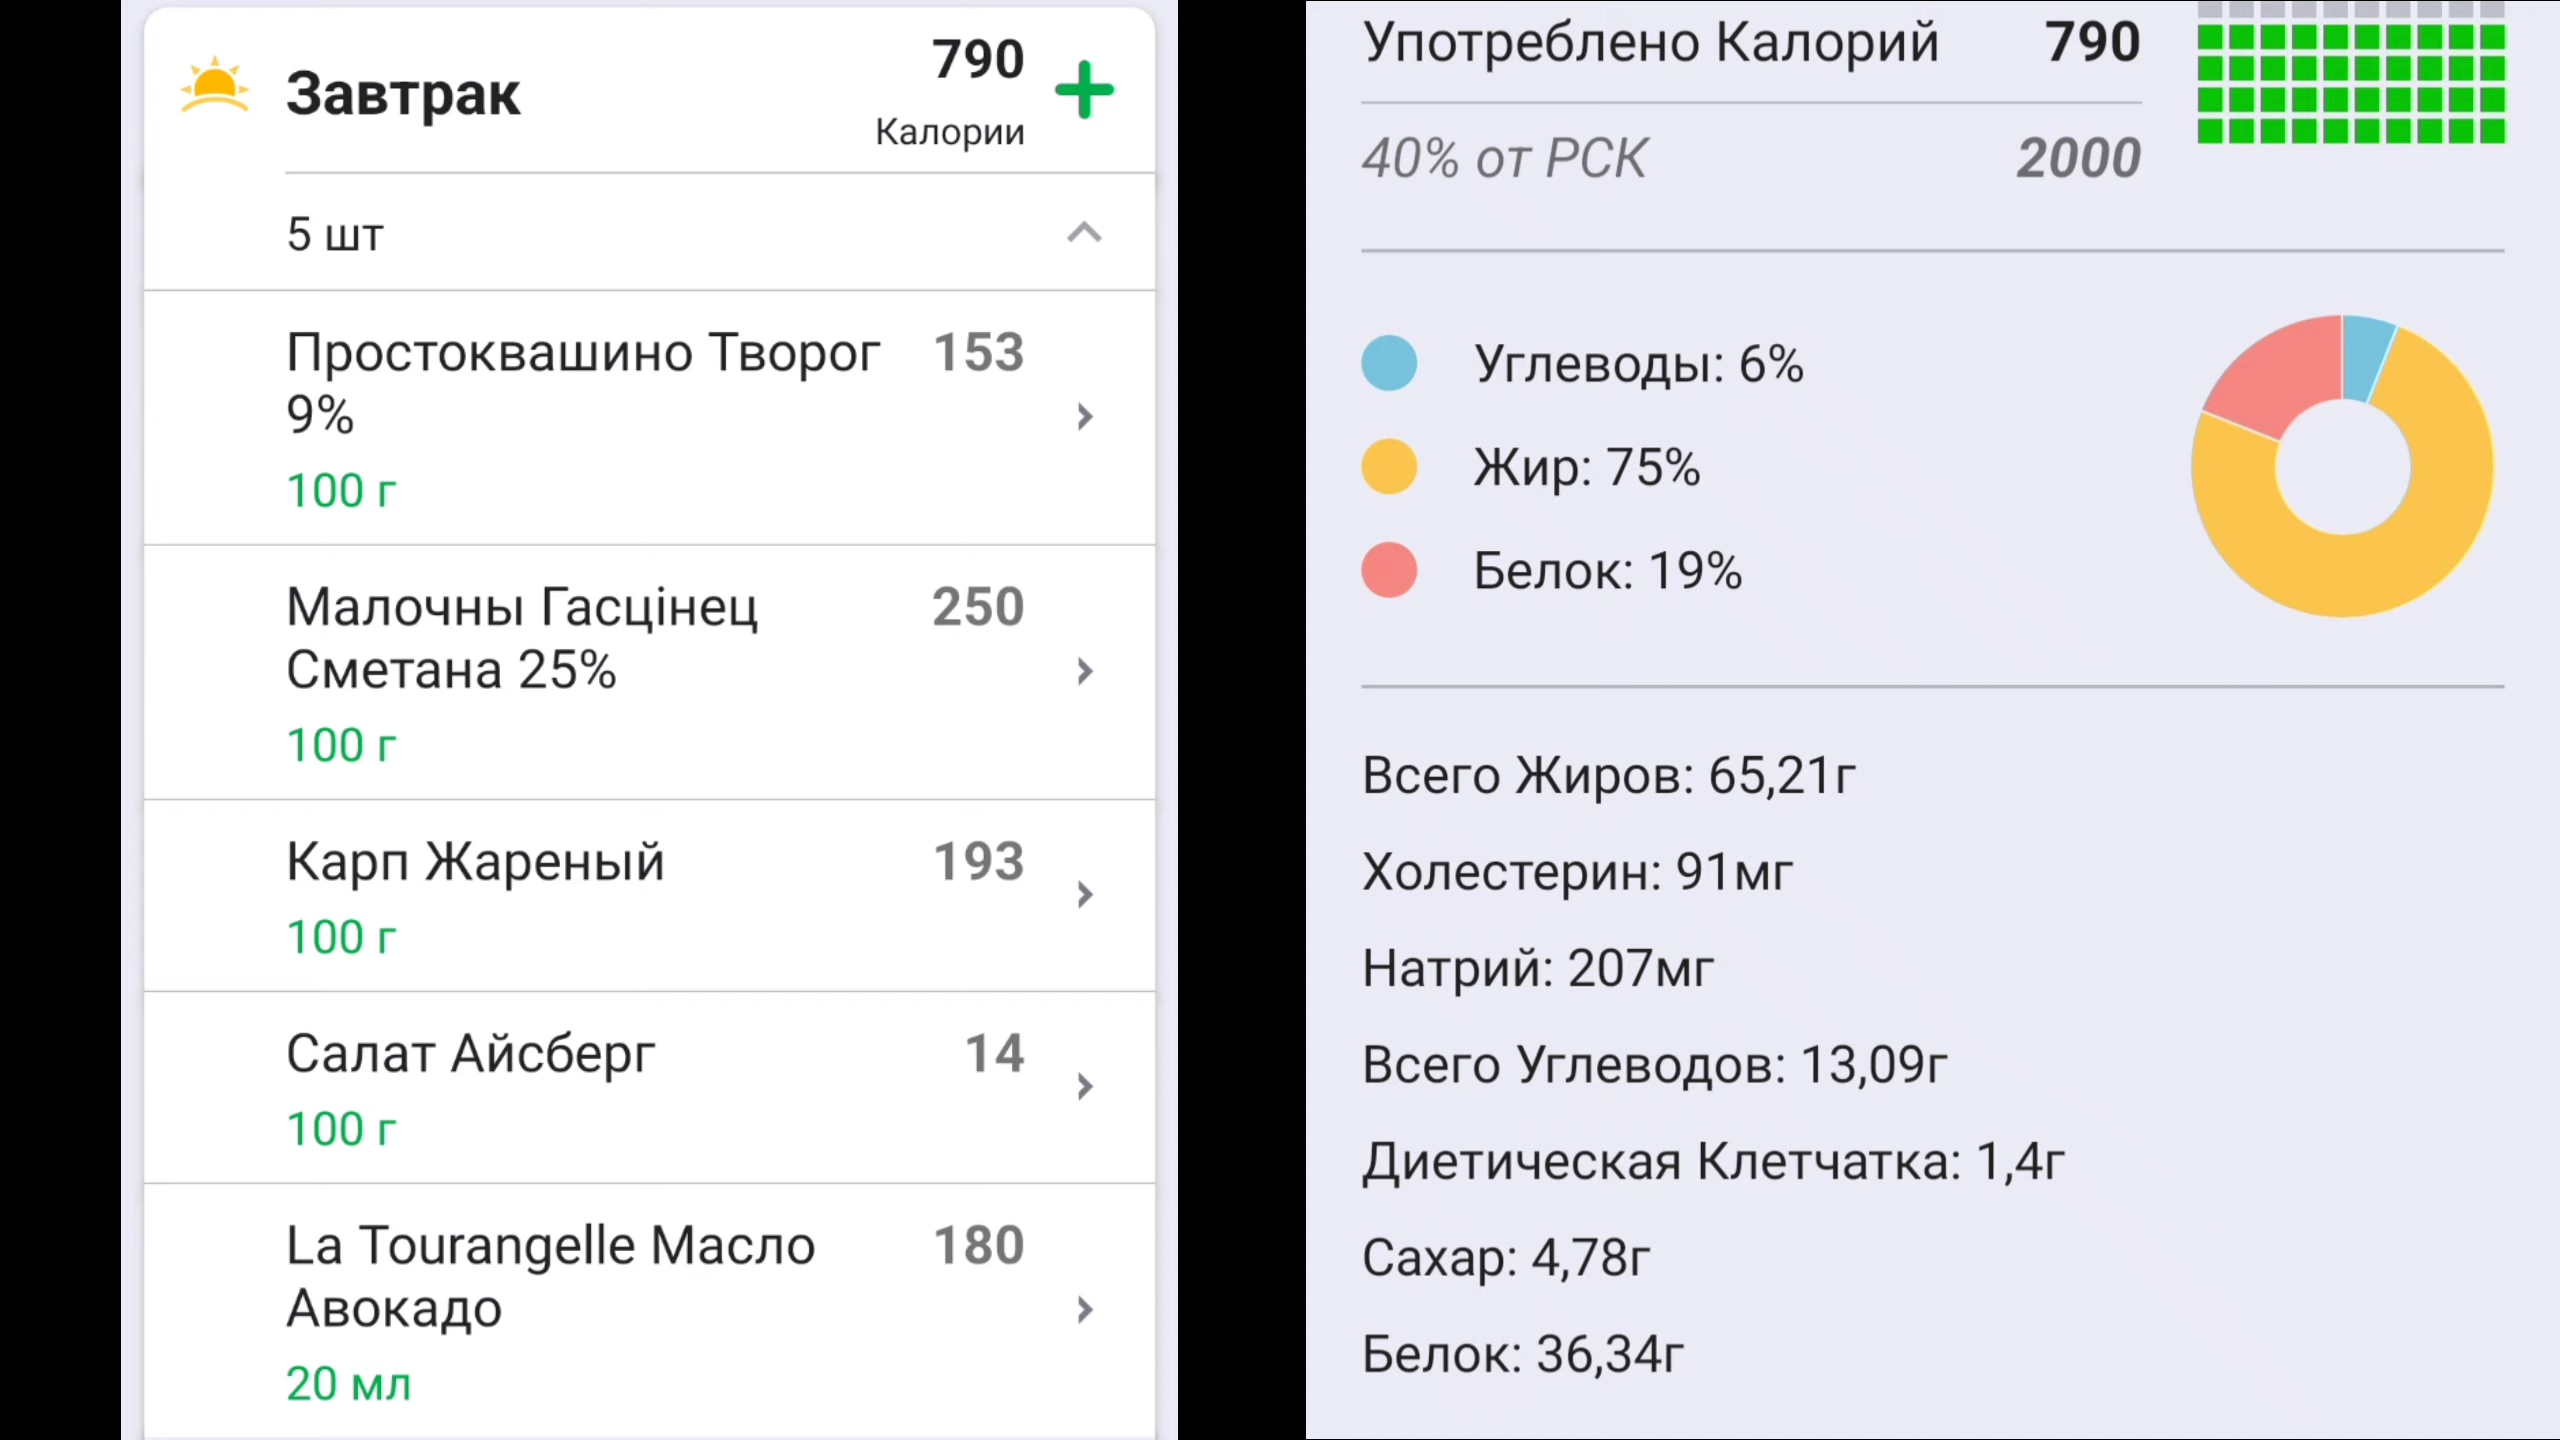 Завтрак
790
Калории
5 шт
Простоквашино Творог 153
9%
100 г
Малочны Гасцінец 250
Сметана 25%
100 г
Карп Жареный 193
100 г
Салат Айсберг 14
100 г
La Tourangelle Масло 180
Авокадо
20 мл
Употреблено Калорий 790
40% от РСК 2000
Углеводы: 6%
Жир: 75%
Белок: 19%
Всего Жиров: 65,21г
Холестерин: 91мг
Натрий: 207мг
Всего Углеводов: 13,09г
Диетическая Клетчатка: 1,4г
Сахар: 4,78г
Белок: 36,34г